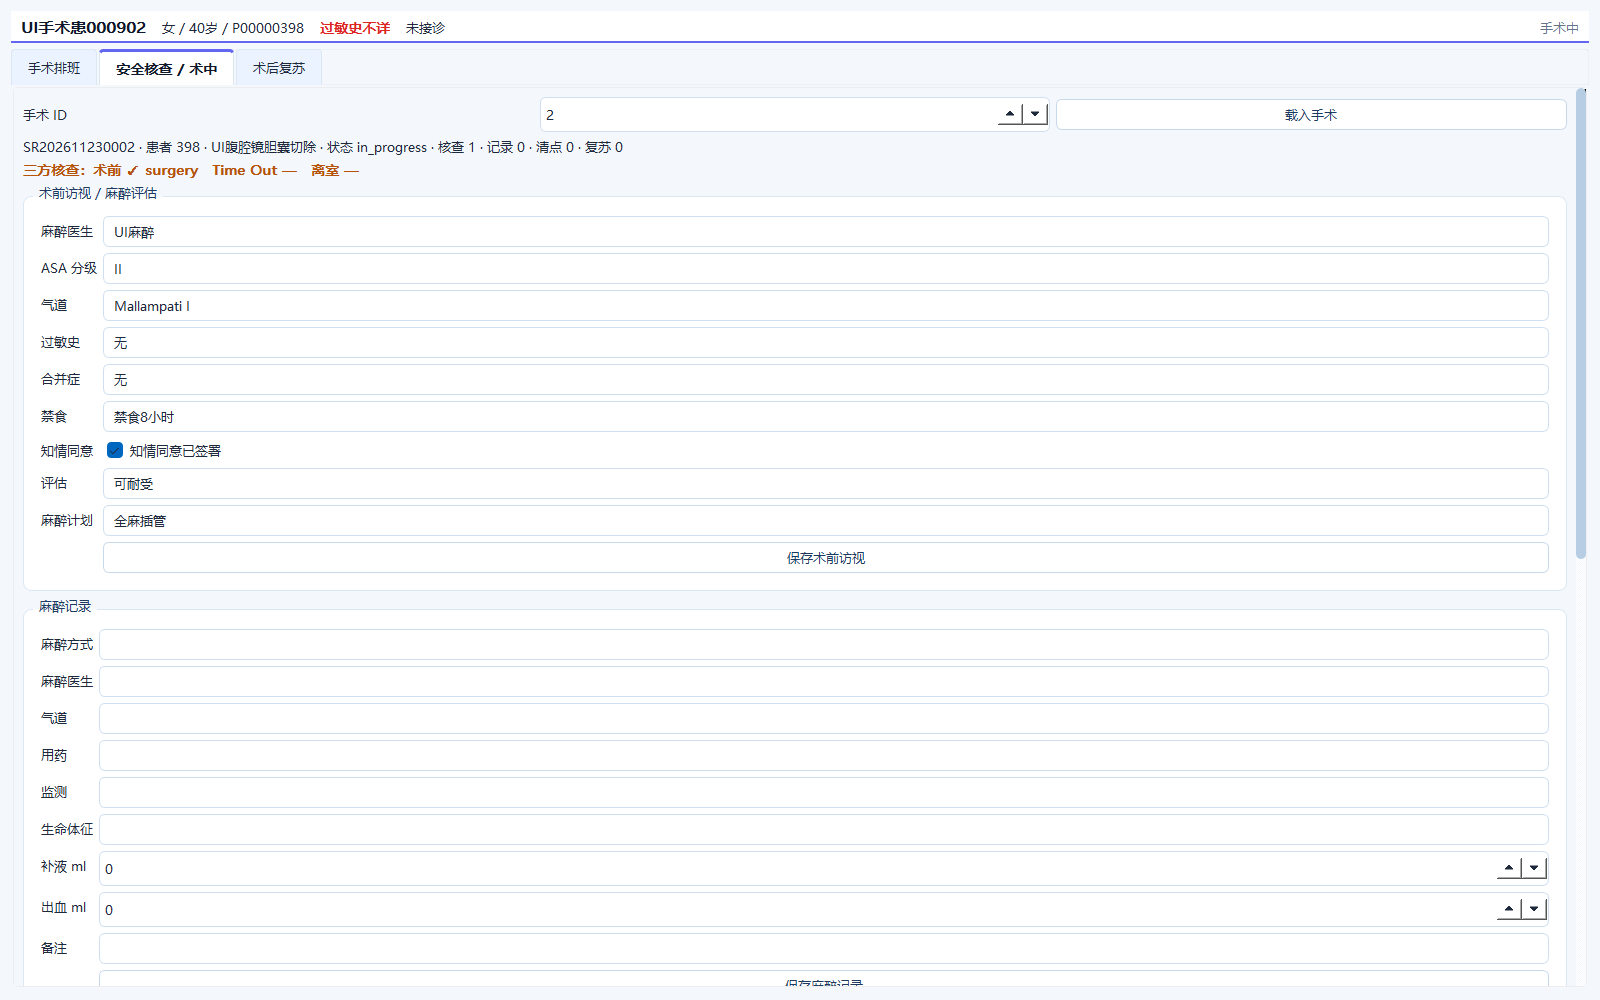 UI手术患000902 女 / 40岁 / P00000398 过敏史不详 未接诊 手术中
手术排班 安全核查 / 术中 术后复苏
手术 ID 2 载入手术
SR202611230002 · 患者 398 · UI腹腔镜胆囊切除 · 状态 in_progress · 核查 1 · 记录 0 · 清点 0 · 复苏 0
三方核查: 术前 ✓ surgery Time Out — 离室 —
术前访视 / 麻醉评估
麻醉医生 UI麻醉
ASA 分级 II
气道 Mallampati I
过敏史 无
合并症 无
禁食 禁食8小时
知情同意 知情同意已签署
评估 可耐受
麻醉计划 全麻插管
保存术前访视
麻醉记录
麻醉方式
麻醉医生
气道
用药
监测
生命体征
补液 ml 0
出血 ml 0
备注
保存麻醉记录